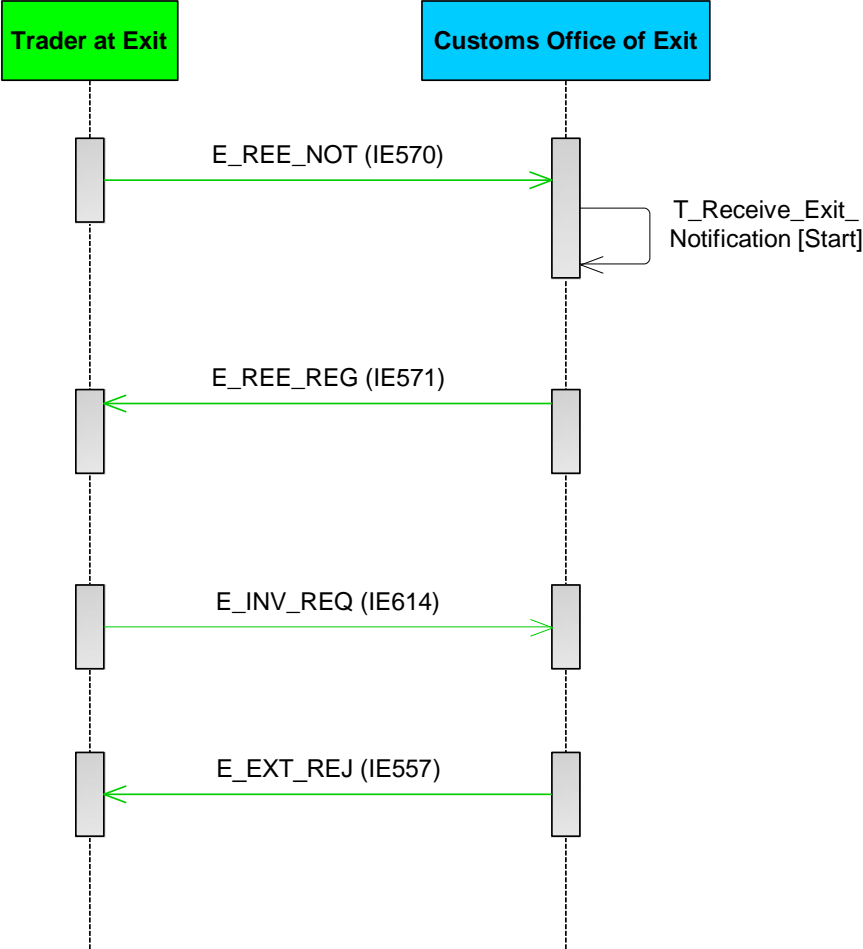 Trader at Exit
Customs Office of Exit
E_REE_NOT (IE570)
T_Receive_Exit_
Notification [Start]
E_REE_REG (IE571)
E_INV_REQ (IE614)
E_EXT_REJ (IE557)